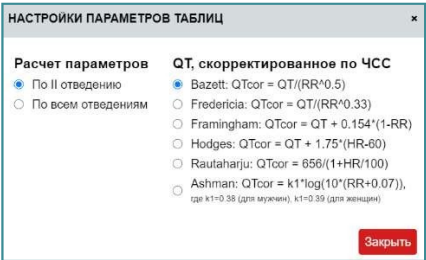 НАСТРОЙКИ ПАРАМЕТРОВ ТАБЛИЦ ×
Расчет параметров
По II отведению
По всем отведениям
QT, скорректированное по ЧСС
Bazett: QTcor = QT/(RR^0.5)
Fredericia: QTcor = QT/(RR^0.33)
Framingham: QTcor = QT + 0.154*(1-RR)
Hodges: QTcor = QT + 1.75*(HR-60)
Rautaharju: QTcor = 656/(1+HR/100)
Ashman: QTcor = k1*log(10*(RR+0.07)),
где k1=0.38 (для мужчин), k1=0.39 (для женщин)
Закрыть